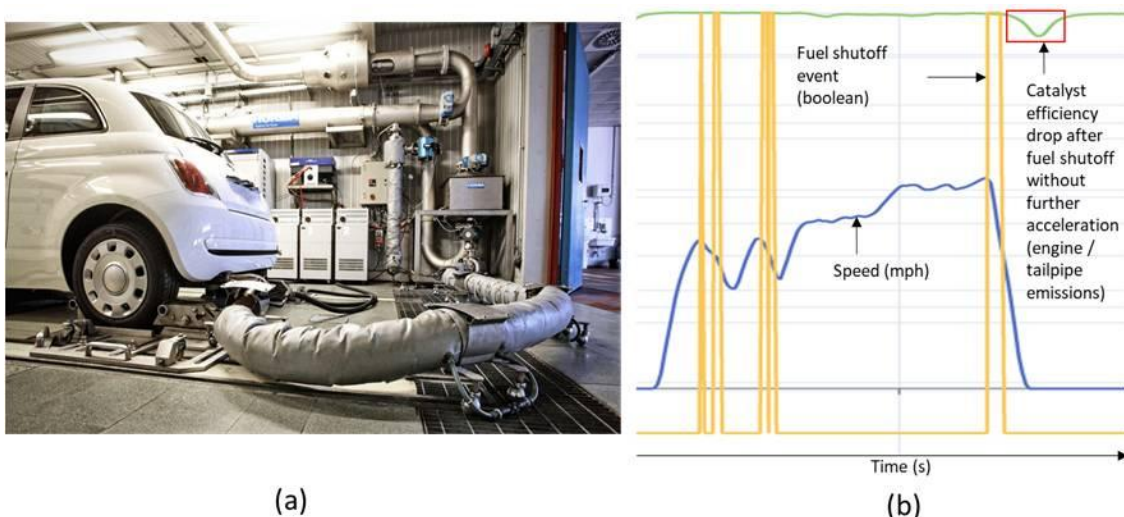 Fuel shutoff
event
(boolean)
Catalyst
efficiency
drop after
fuel shutoff
without
further
acceleration
(engine /
tailpipe
emissions)
Speed (mph)
Time (s)
(a)
(b)